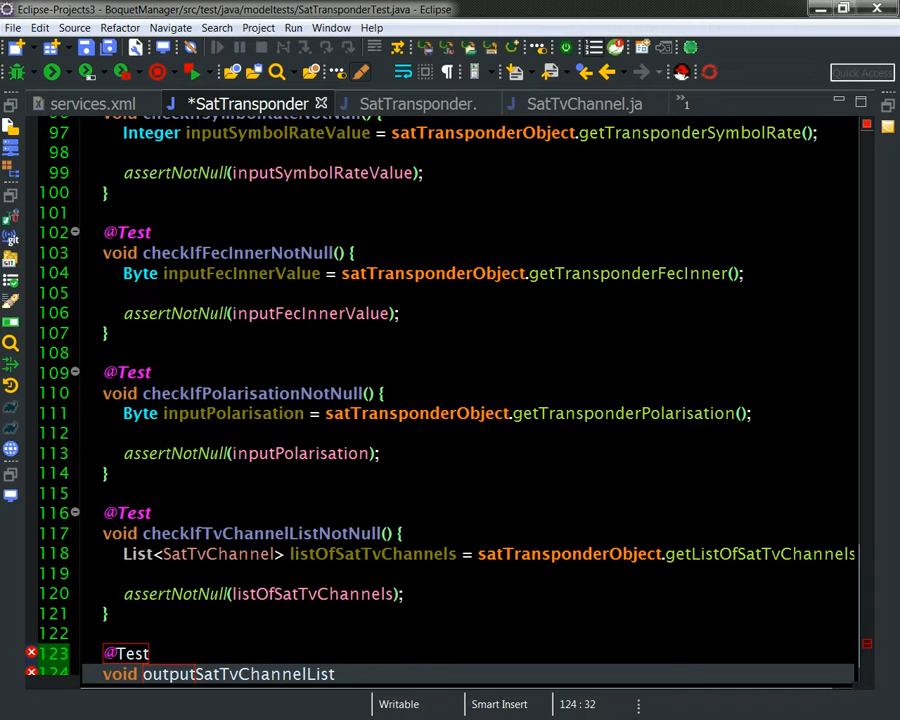 Eclipse-Projects3 - BoquetManager/src/test/java/modeltests/SatTransponderTest.java - Eclipse
File Edit Source Refactor Navigate Search Project Run Window Help
Quick Access
services.xml *SatTransponder SatTransponder. SatTvChannel.ja »1
96 void checkIfSymbolRateNotNull() {
97 Integer inputSymbolRateValue = satTransponderObject.getTransponderSymbolRate();
98
99 assertNotNull(inputSymbolRateValue);
100 }
101
102 @Test
103 void checkIfFecInnerNotNull() {
104 Byte inputFecInnerValue = satTransponderObject.getTransponderFecInner();
105
106 assertNotNull(inputFecInnerValue);
107 }
108
109 @Test
110 void checkIfPolarisationNotNull() {
111 Byte inputPolarisation = satTransponderObject.getTransponderPolarisation();
112
113 assertNotNull(inputPolarisation);
114 }
115
116 @Test
117 void checkIfTvChannelListNotNull() {
118 List<SatTvChannel> listOfSatTvChannels = satTransponderObject.getListOfSatTvChannels
119
120 assertNotNull(listOfSatTvChannels);
121 }
122
123 @Test
124 void outputSatTvChannelList
Writable Smart Insert 124 : 32